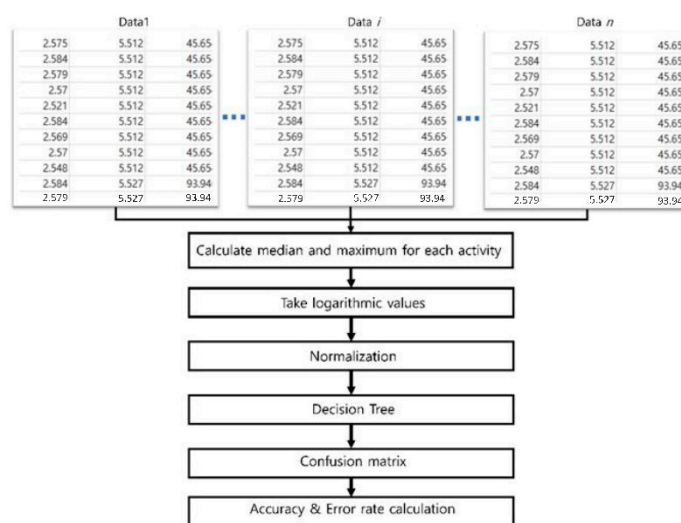 Data1
2.575 5.512 45.65
2.584 5.512 45.65
2.579 5.512 45.65
2.57 5.512 45.65
2.521 5.512 45.65
2.584 5.512 45.65
2.569 5.512 45.65
2.57 5.512 45.65
2.548 5.512 45.65
2.584 5.527 93.94
2.579 5.527 93.94
Data i
2.575 5.512 45.65
2.584 5.512 45.65
2.579 5.512 45.65
2.57 5.512 45.65
2.521 5.512 45.65
2.584 5.512 45.65
2.569 5.512 45.65
2.57 5.512 45.65
2.548 5.512 45.65
2.584 5.527 93.94
2.579 5.527 93.94
Data n
2.575 5.512 45.65
2.584 5.512 45.65
2.579 5.512 45.65
2.57 5.512 45.65
2.521 5.512 45.65
2.584 5.512 45.65
2.569 5.512 45.65
2.57 5.512 45.65
2.548 5.512 45.65
2.584 5.527 93.94
2.579 5.527 93.94
Calculate median and maximum for each activity
Take logarithmic values
Normalization
Decision Tree
Confusion matrix
Accuracy & Error rate calculation